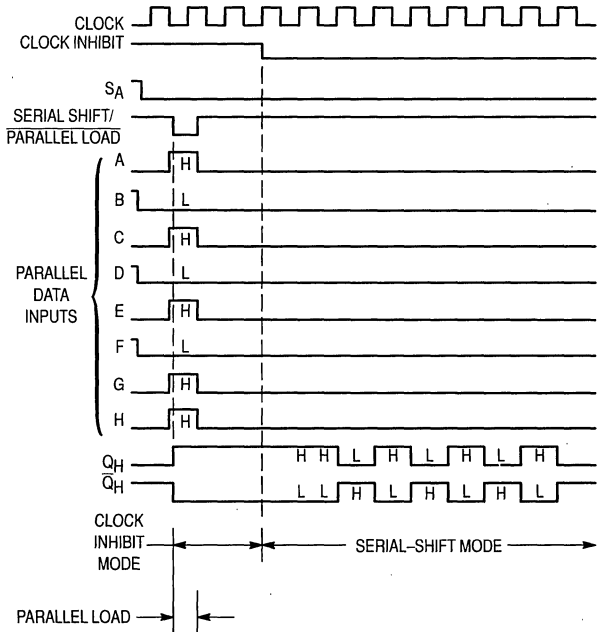 CLOCK
CLOCK INHIBIT
SA
SERIAL SHIFT/
PARALLEL LOAD
A H
B L
C H
D L
E H
F L
G H
H H
PARALLEL
DATA
INPUTS
QH H H L H L H L H
QH L L H L H L H L
CLOCK
INHIBIT
MODE
SERIAL–SHIFT MODE
PARALLEL LOAD